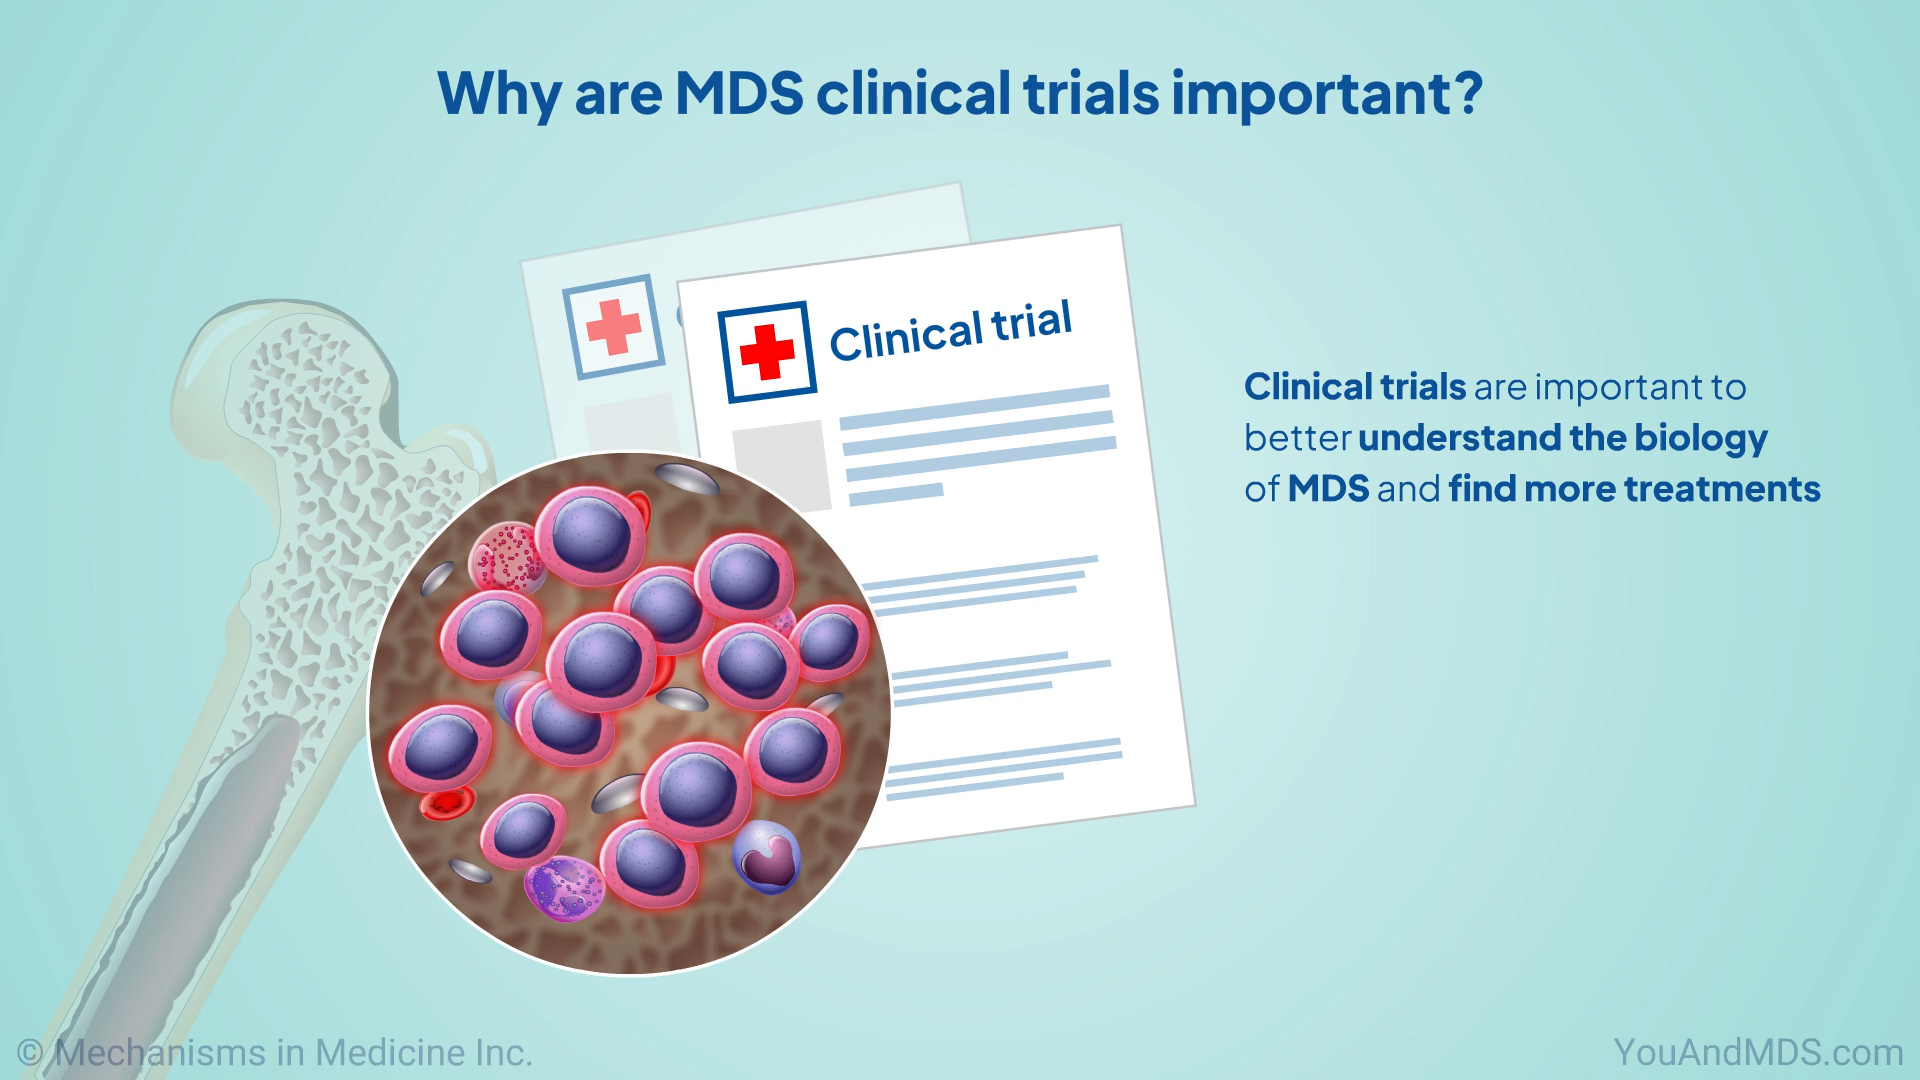 Why are MDS clinical trials important?
Clinical trial
Clinical trials are important to
better understand the biology
of MDS and find more treatments
© Mechanisms in Medicine Inc.
YouAndMDS.com